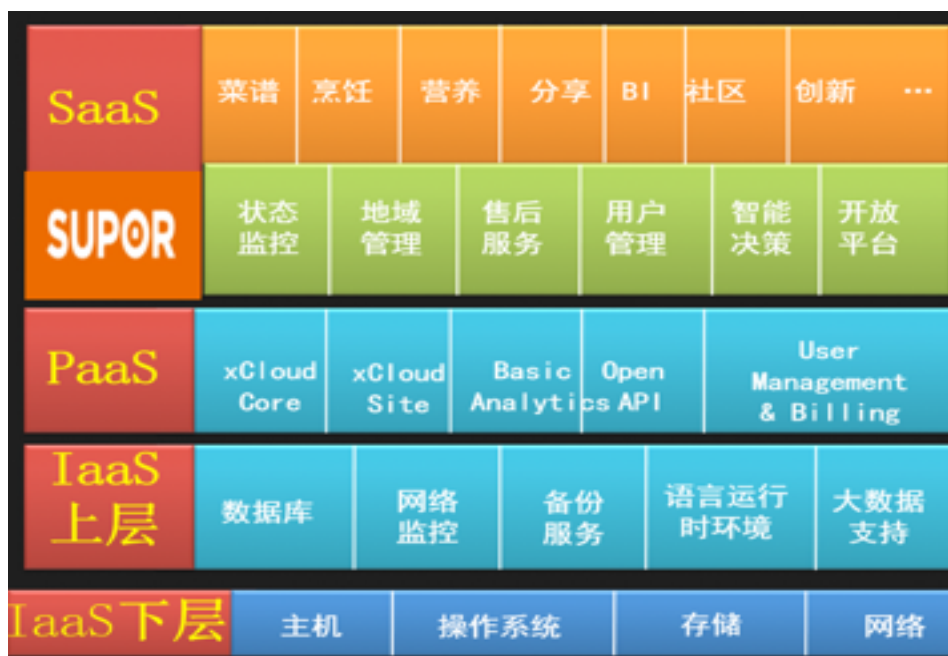 SaaS
菜谱 烹饪 营养 分享 BI 社区 创新 ...
SUPOR
状态 地域 售后 用户 智能 开放
监控 管理 服务 管理 决策 平台
PaaS
xCloud Core
xCloud Site
Basic Analytics
Open API
User Management & Billing
IaaS
上层
数据库
网络
监控
备份
服务
语言运行
时环境
大数据
支持
IaaS下层 主机 操作系统 存储 网络